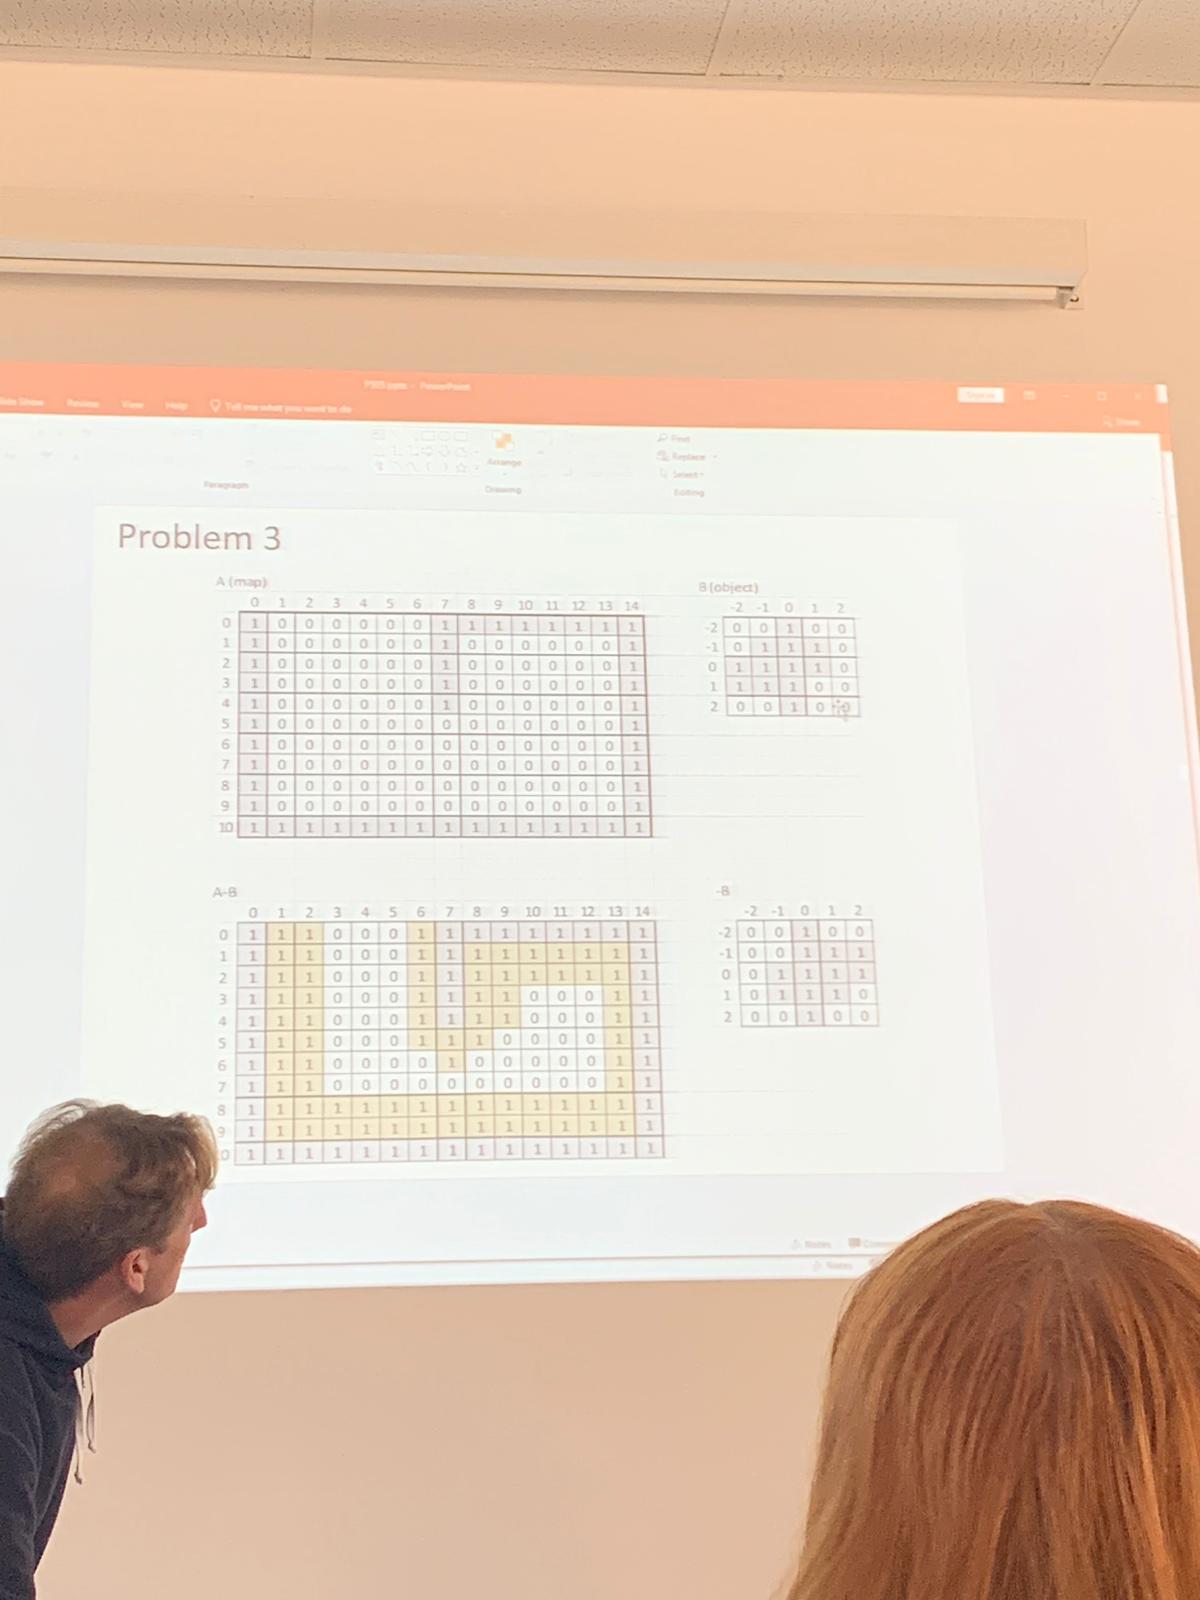 P505.pptx - PowerPoint
Sign in
Slide Show Review View Help Tell me what you want to do
Share
Find
Replace
Select
Arrange
Paragraph
Drawing
Editing
Problem 3
A (map)
0 1 2 3 4 5 6 7 8 9 10 11 12 13 14
0 1 0 0 0 0 0 0 1 1 1 1 1 1 1 1
1 1 0 0 0 0 0 0 1 0 0 0 0 0 0 1
2 1 0 0 0 0 0 0 1 0 0 0 0 0 0 1
3 1 0 0 0 0 0 0 1 0 0 0 0 0 0 1
4 1 0 0 0 0 0 0 1 0 0 0 0 0 0 1
5 1 0 0 0 0 0 0 0 0 0 0 0 0 0 1
6 1 0 0 0 0 0 0 0 0 0 0 0 0 0 1
7 1 0 0 0 0 0 0 0 0 0 0 0 0 0 1
8 1 0 0 0 0 0 0 0 0 0 0 0 0 0 1
9 1 0 0 0 0 0 0 0 0 0 0 0 0 0 1
10 1 1 1 1 1 1 1 1 1 1 1 1 1 1 1
B (object)
-2 -1 0 1 2
-2 0 0 1 0 0
-1 0 1 1 1 0
0 1 1 1 1 0
1 1 1 1 0 0
2 0 0 1 0 0
A-B
0 1 2 3 4 5 6 7 8 9 10 11 12 13 14
0 1 1 1 0 0 0 1 1 1 1 1 1 1 1 1
1 1 1 1 0 0 0 1 1 1 1 1 1 1 1 1
2 1 1 1 0 0 0 1 1 1 1 1 1 1 1 1
3 1 1 1 0 0 0 1 1 1 1 0 0 0 1 1
4 1 1 1 0 0 0 1 1 1 1 0 0 0 1 1
5 1 1 1 0 0 0 1 1 1 0 0 0 0 1 1
6 1 1 1 0 0 0 0 1 0 0 0 0 0 1 1
7 1 1 1 0 0 0 0 0 0 0 0 0 0 1 1
8 1 1 1 1 1 1 1 1 1 1 1 1 1 1 1
9 1 1 1 1 1 1 1 1 1 1 1 1 1 1 1
0 1 1 1 1 1 1 1 1 1 1 1 1 1 1 1
-B
-2 -1 0 1 2
-2 0 0 1 0 0
-1 0 0 1 1 1
0 0 1 1 1 1
1 0 1 1 1 0
2 0 0 1 0 0
Notes
Notes